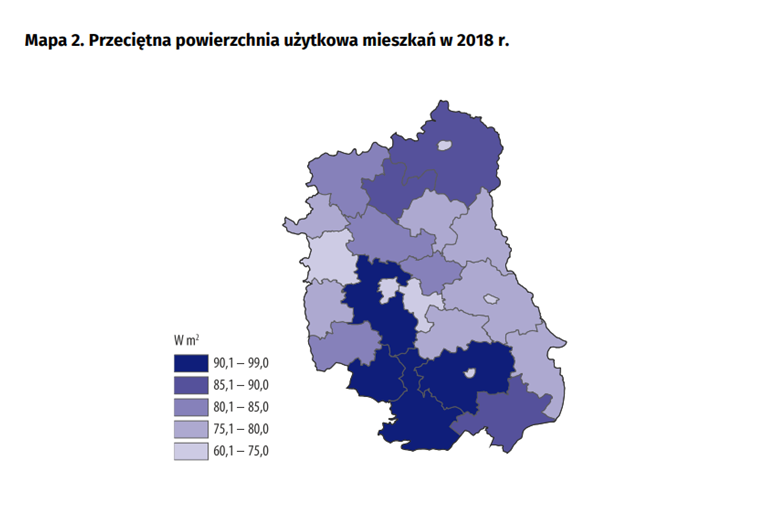 Mapa 2. Przeciętna powierzchnia użytkowa mieszkań w 2018 r.
W m²
90,1 – 99,0
85,1 – 90,0
80,1 – 85,0
75,1 – 80,0
60,1 – 75,0